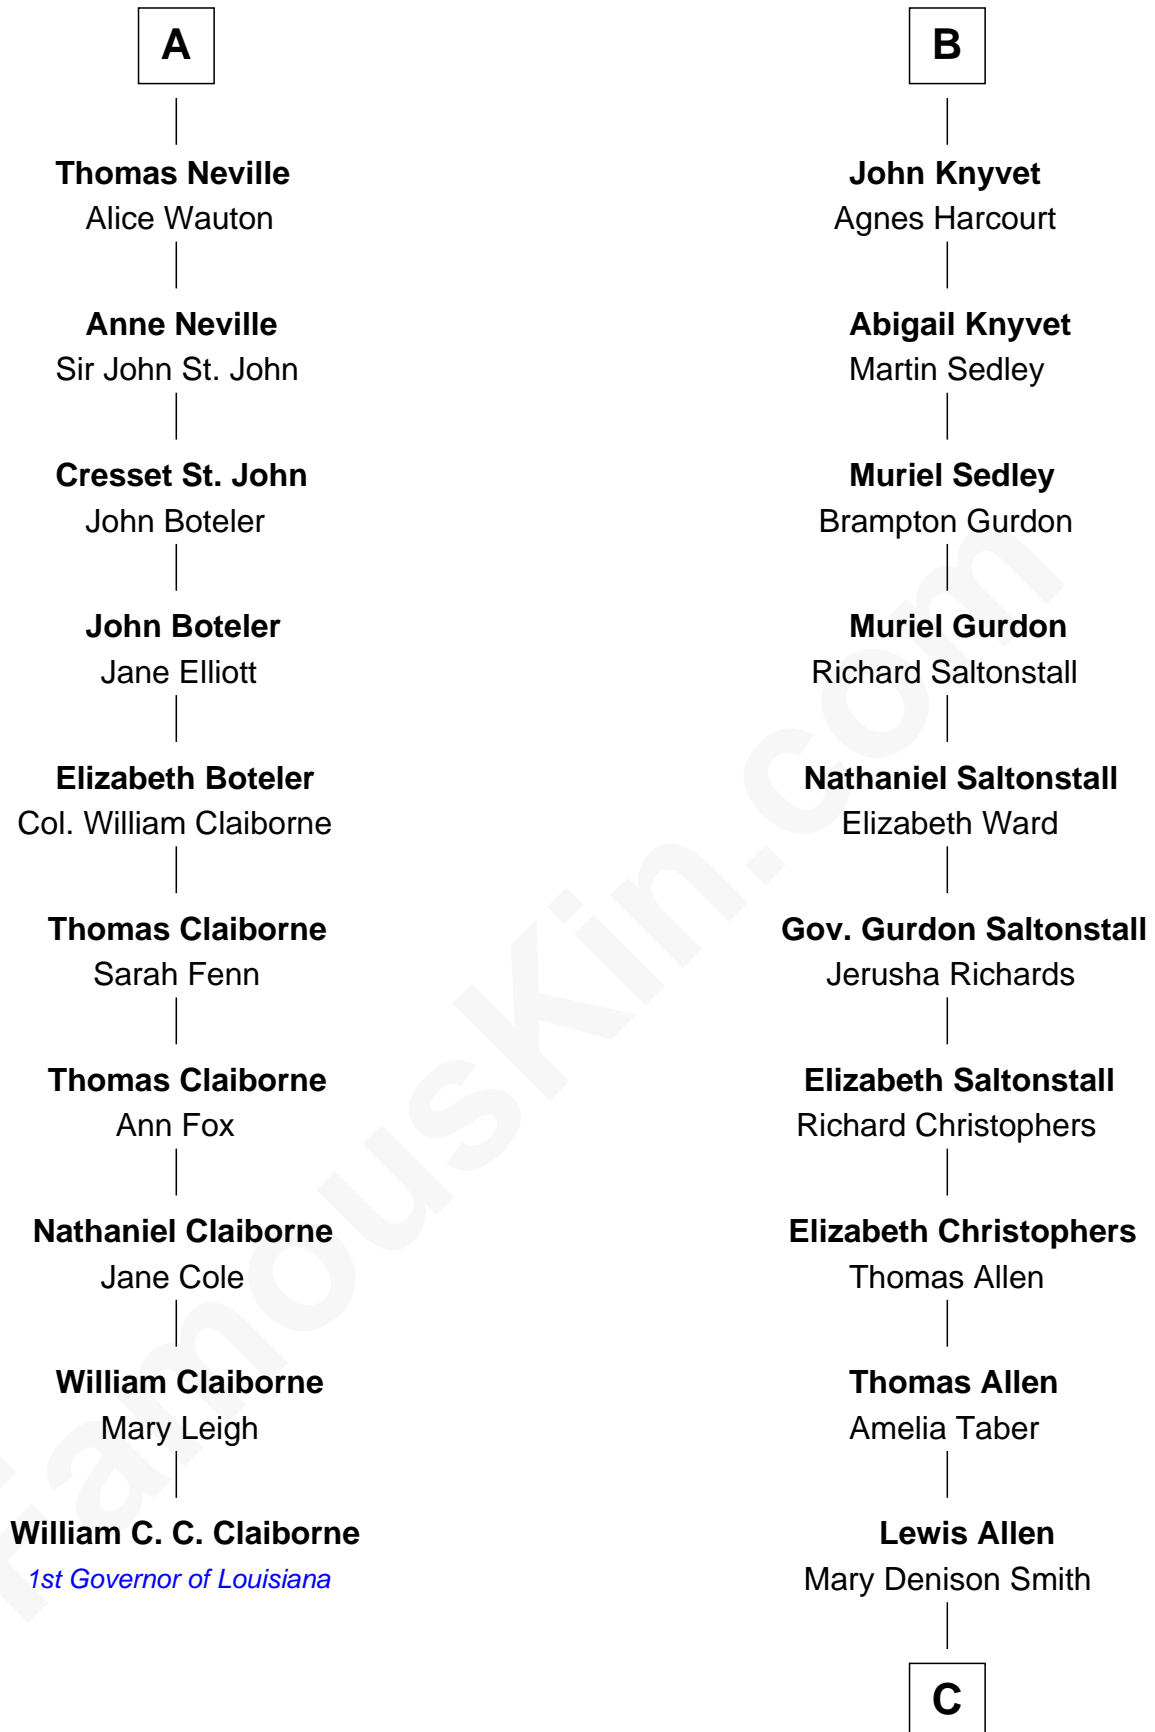 A
Thomas Neville
Alice Wauton
Anne Neville
Sir John St. John
Cresset St. John
John Boteler
John Boteler
Jane Elliott
Elizabeth Boteler
Col. William Claiborne
Thomas Claiborne
Sarah Fenn
Thomas Claiborne
Ann Fox
Nathaniel Claiborne
Jane Cole
William Claiborne
Mary Leigh
William C. C. Claiborne
1st Governor of Louisiana
B
John Knyvet
Agnes Harcourt
Abigail Knyvet
Martin Sedley
Muriel Sedley
Brampton Gurdon
Muriel Gurdon
Richard Saltonstall
Nathaniel Saltonstall
Elizabeth Ward
Gov. Gurdon Saltonstall
Jerusha Richards
Elizabeth Saltonstall
Richard Christophers
Elizabeth Christophers
Thomas Allen
Thomas Allen
Amelia Taber
Lewis Allen
Mary Denison Smith
C
FamousKin.com